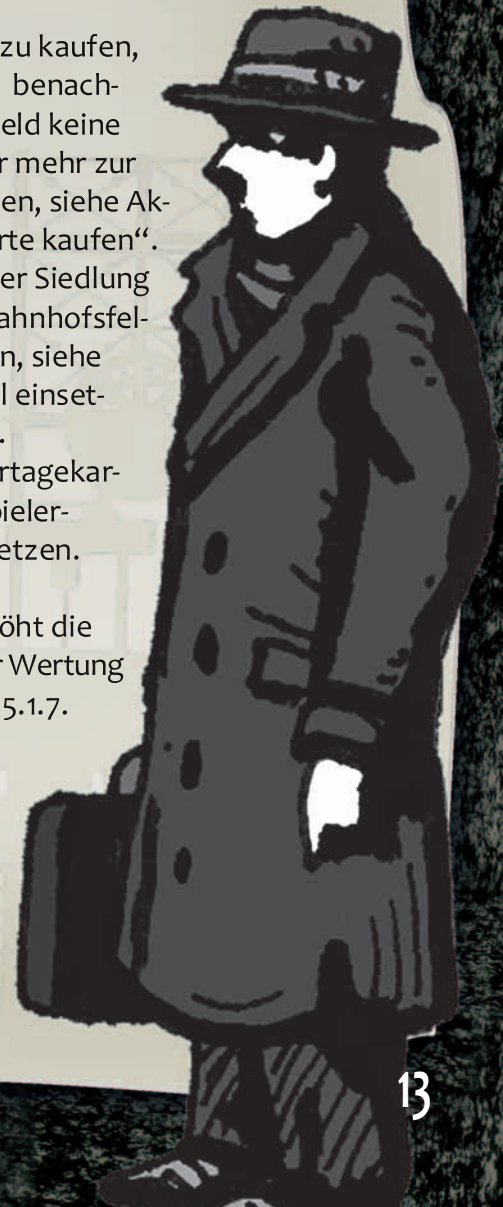 zu kaufen,
benach-
eld keine
r mehr zur
en, siehe Ak-
rte kaufen“.
er Siedlung
ahnhofsfel-
n, siehe
l einset-
.
rtagekar-
ieler-
etzen.
öht die
r Wertung
5.1.7.
13